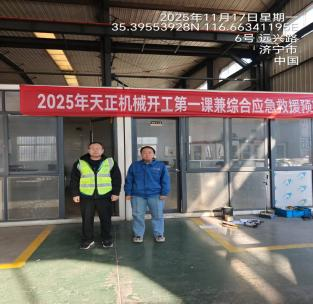 2025年11月17日星期一
35.39553928N 116.66341195E
6号 远兴路
济宁市
中国
2025年天正机械开工第一课兼综合应急救援预